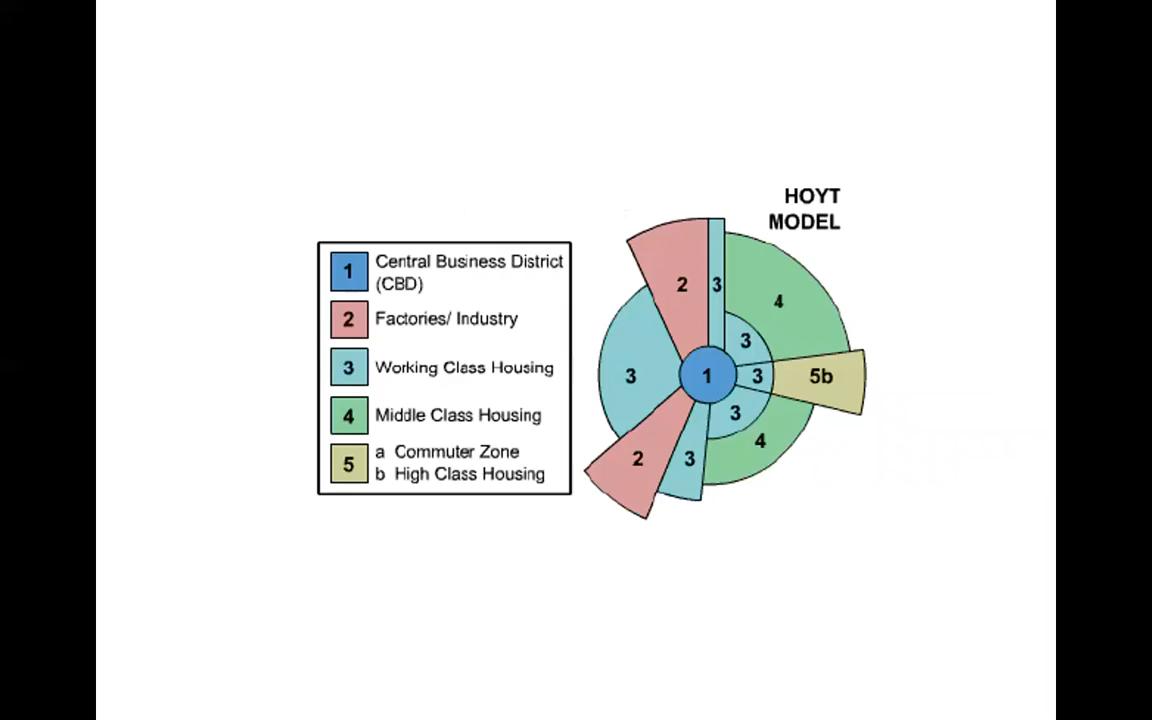 HOYT
MODEL
1 Central Business District
(CBD)
2 Factories/ Industry
3 Working Class Housing
4 Middle Class Housing
5 a Commuter Zone
b High Class Housing
2
3
4
3
3
1
3
5b
3
4
2
3